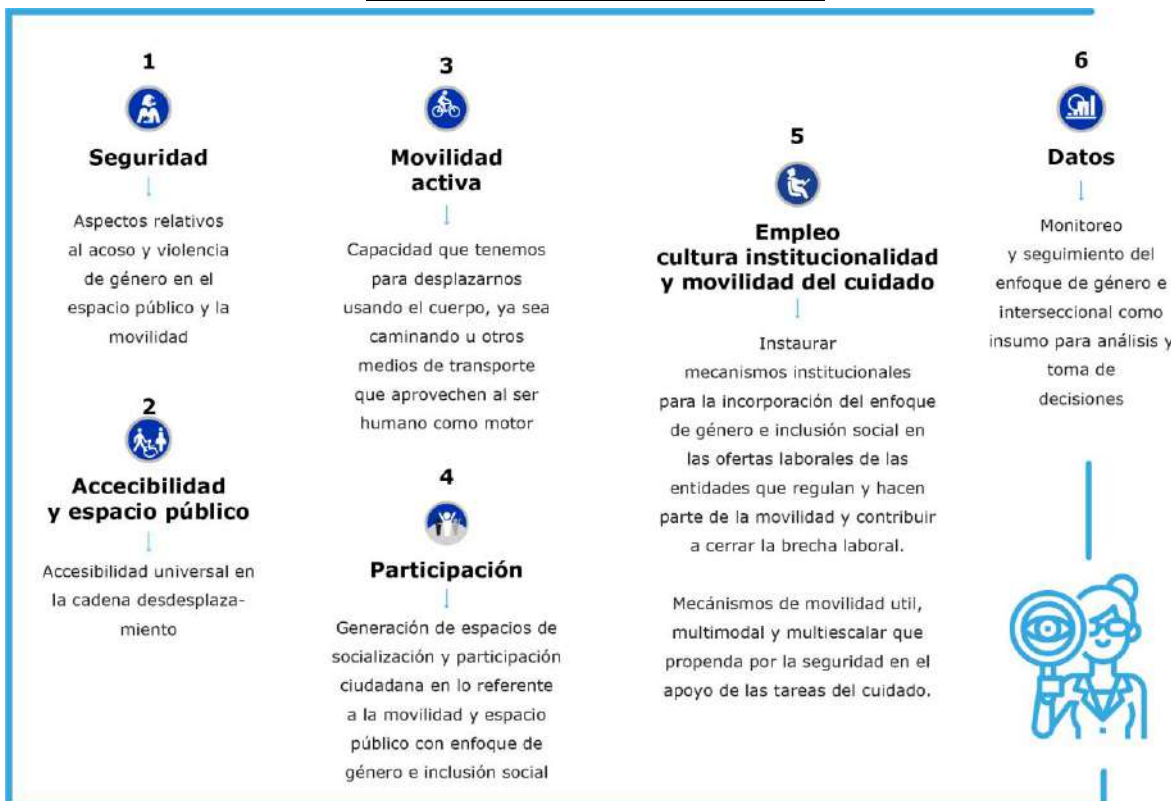 1
Seguridad
Aspectos relativos
al acoso y violencia
de género en el
espacio público y la
movilidad
2
Accecibilidad
y espacio público
Accesibilidad universal en
la cadena desdesplaza-
miento
3
Movilidad
activa
Capacidad que tenemos
para desplazarnos
usando el cuerpo, ya sea
caminando u otros
medios de transporte
que aprovechen al ser
humano como motor
4
Participación
Generación de espacios de
socialización y participación
ciudadana en lo referente
a la movilidad y espacio
público con enfoque de
género e inclusión social
5
Empleo
cultura institucionalidad
y movilidad del cuidado
Instaurar
mecanismos institucionales
para la incorporación del enfoque
de género e inclusión social en
las ofertas laborales de las
entidades que regulan y hacen
parte de la movilidad y contribuir
a cerrar la brecha laboral.
Mecánismos de movilidad util,
multimodal y multiescalar que
propenda por la seguridad en el
apoyo de las tareas del cuidado.
6
Datos
Monitoreo
y seguimiento del
enfoque de género e
interseccional como
insumo para análisis y
toma de
decisiones